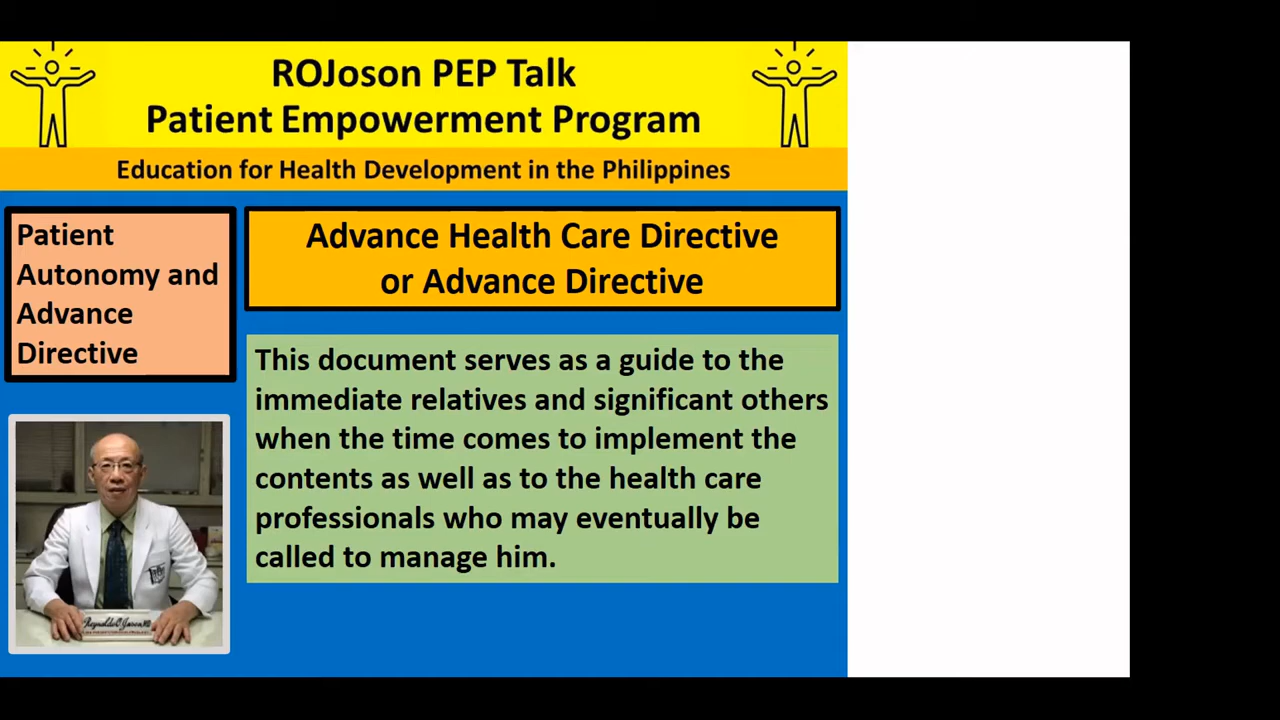 ROJoson PEP Talk
Patient Empowerment Program
Education for Health Development in the Philippines
Patient
Autonomy and
Advance
Directive
Advance Health Care Directive
or Advance Directive
This document serves as a guide to the
immediate relatives and significant others
when the time comes to implement the
contents as well as to the health care
professionals who may eventually be
called to manage him.
Reynaldo O. Joson, MD